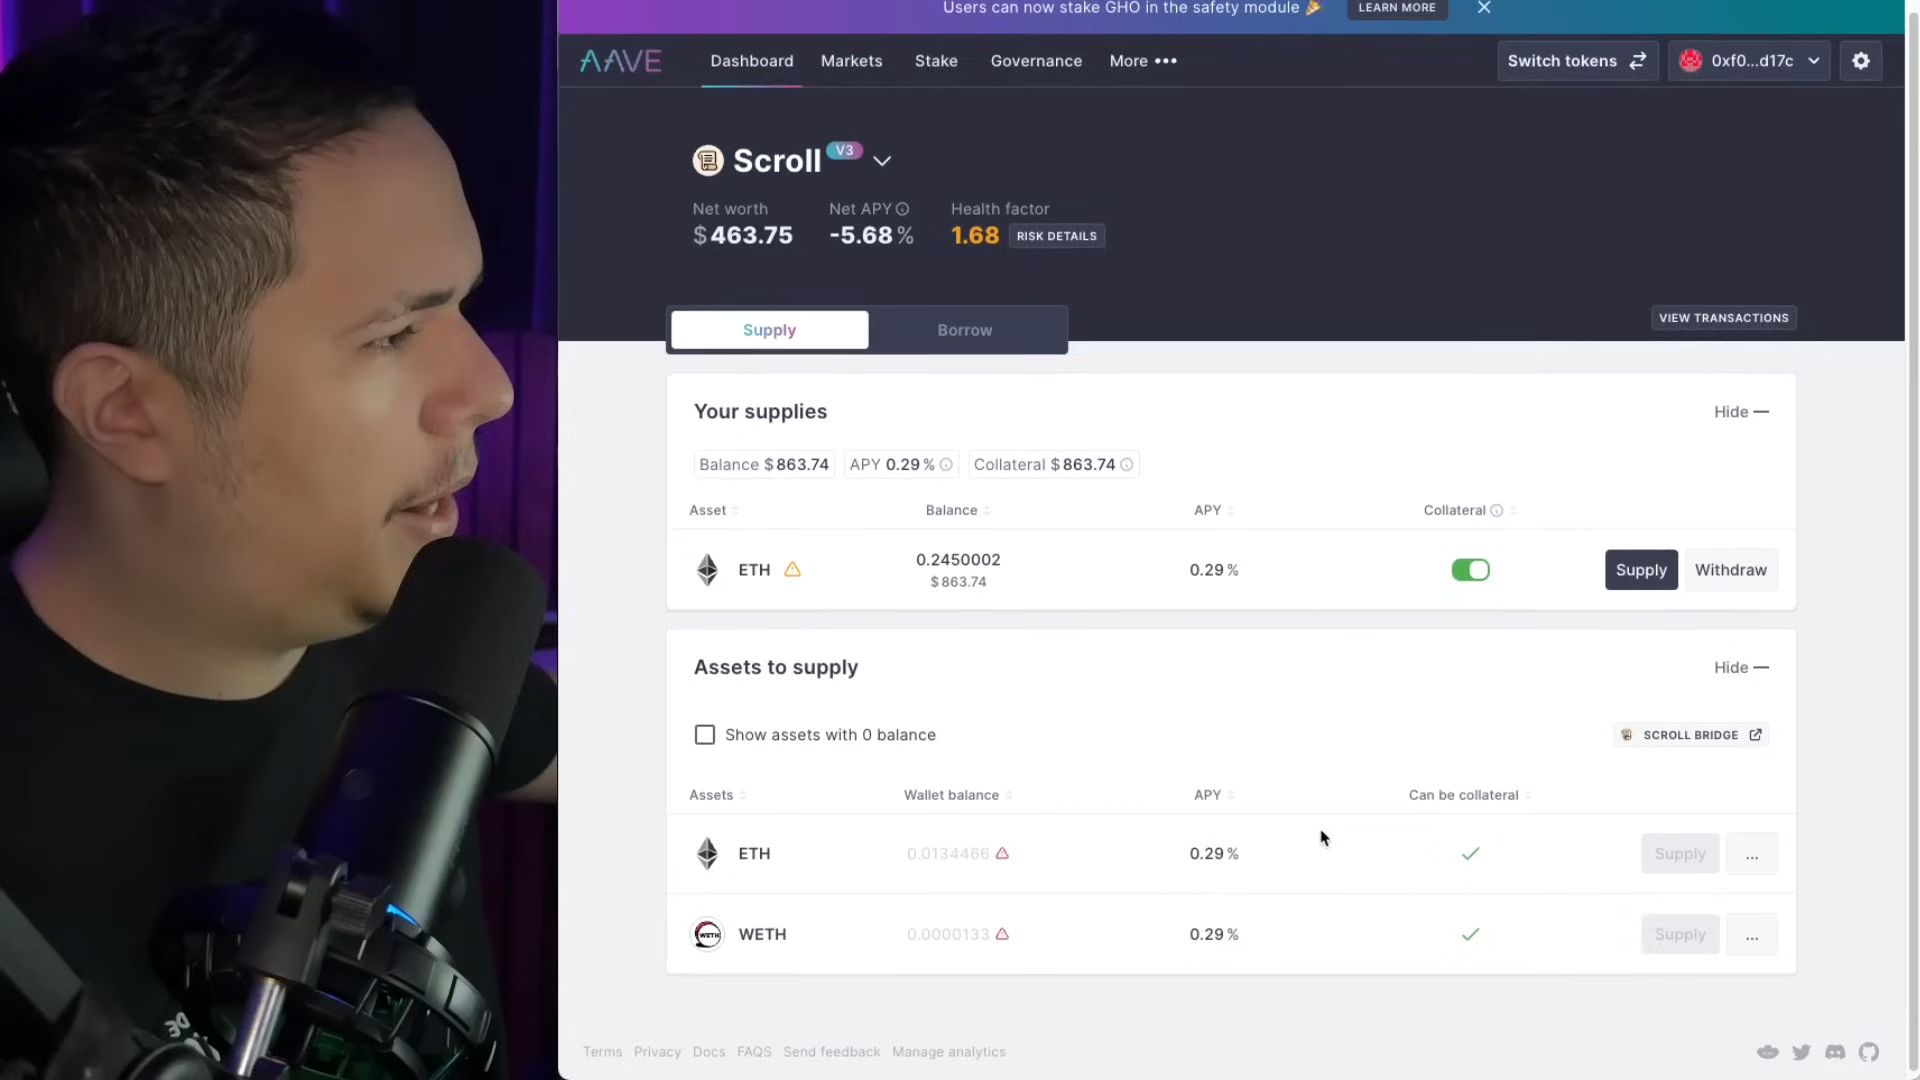 Users can now stake GHO in the safety module 🎉 LEARN MORE
AAVE Dashboard Markets Stake Governance More ••• Switch tokens 0xf0...d17c
Scroll V3
Net worth Net APY Health factor
$463.75 -5.68% 1.68 RISK DETAILS
Supply Borrow VIEW TRANSACTIONS
Your supplies Hide
Balance $863.74 APY 0.29% Collateral $863.74
Asset Balance APY Collateral
ETH 0.2450002 0.29% Supply Withdraw
$863.74
Assets to supply Hide
Show assets with 0 balance SCROLL BRIDGE
Assets Wallet balance APY Can be collateral
ETH 0.0134466 0.29% Supply ...
WETH WETH 0.0000133 0.29% Supply ...
Terms Privacy Docs FAQS Send feedback Manage analytics
DE